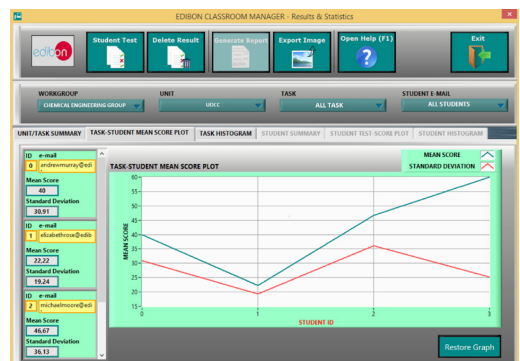 EDIBON CLASSROOM MANAGER - Results & Statistics
edibon
Student Test
Delete Result
Generate Report
Export Image
Open Help (F1)
Exit
WORKGROUP
UNIT
TASK
STUDENT E-MAIL
CHEMICAL ENGINEERING GROUP
UOCC
ALL TASK
ALL STUDENTS
UNIT/TASK SUMMARY
TASK-STUDENT MEAN SCORE PLOT
TASK HISTOGRAM
STUDENT SUMMARY
STUDENT TEST-SCORE PLOT
STUDENT HISTOGRAM
ID e-mail
0 andrewmurray@edi
Mean Score
40
Standard Deviation
30,91
ID e-mail
1 elizabethrose@edib
Mean Score
22,22
Standard Deviation
19,24
ID e-mail
2 michaelmoore@edi
Mean Score
46,67
Standard Deviation
36,13
TASK-STUDENT MEAN SCORE PLOT
MEAN SCORE
STANDARD DEVIATION
MEAN SCORE
60
55
50
45
40
35
30
25
20
15
0
1
2
3
STUDENT ID
Restore Graph